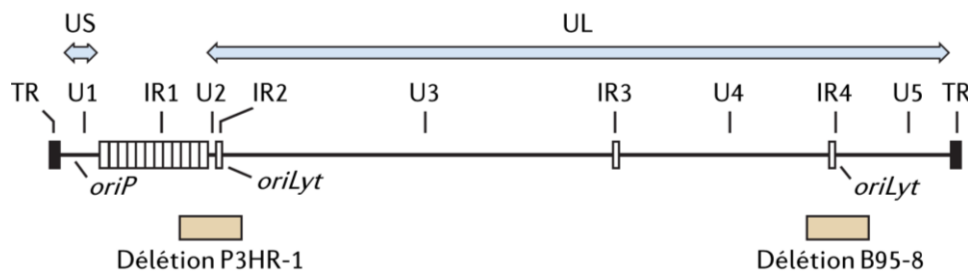 US UL
TR U1 IR1 U2 IR2 U3 IR3 U4 IR4 U5 TR
oriP oriLyt oriLyt
Délétion P3HR-1 Délétion B95-8